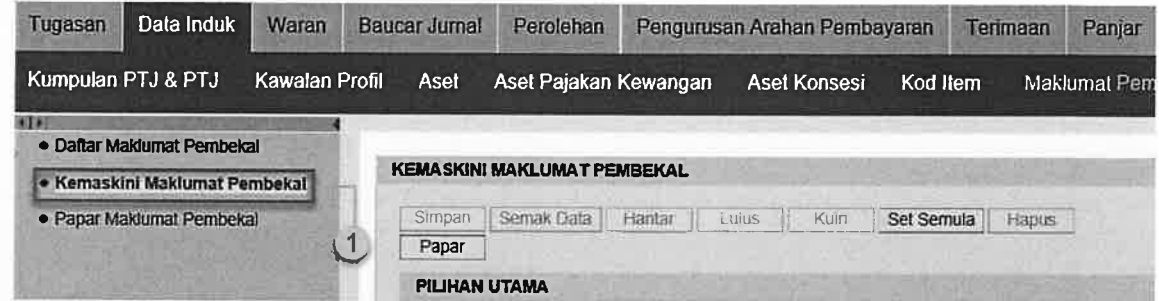 Tugasan Data Induk Waran Baucar Jurnal Perolehan Pengurusan Arahan Pembayaran Terimaan Panjar
Kumpulan PTJ & PTJ Kawalan Profil Aset Aset Pajakan Kewangan Aset Konsesi Kod Item Maklumat Pem
• Daftar Maklumat Pembekal
• Kemaskini Maklumat Pembekal
• Papar Maklumat Pembekal
1
KEMASKINI MAKLUMAT PEMBEKAL
Simpan Semak Data Hantar Lulus Kuiri Set Semula Hapus
Papar
PILIHAN UTAMA